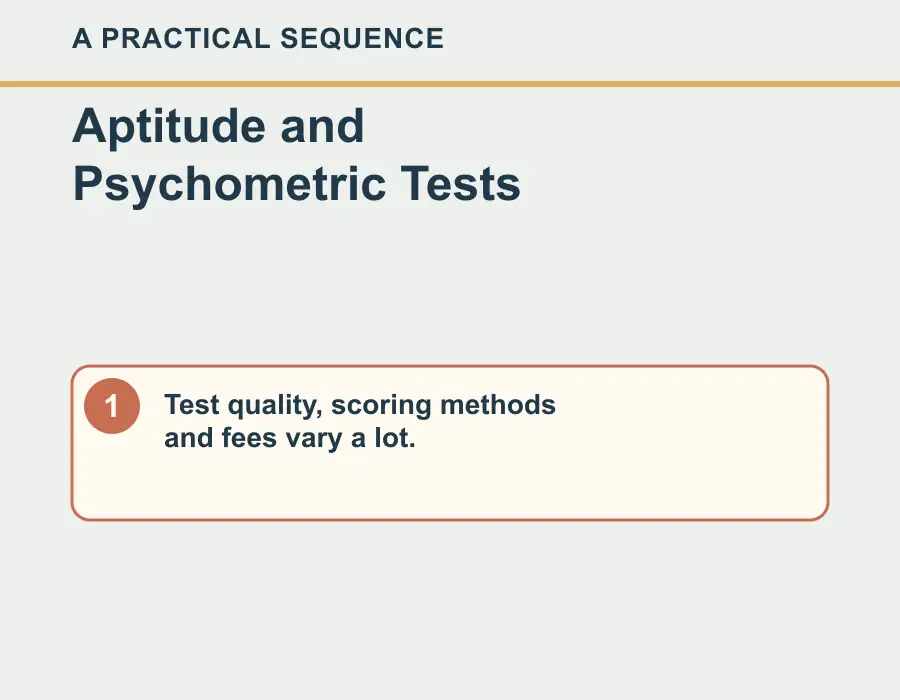 A PRACTICAL SEQUENCE
Aptitude and
Psychometric Tests
1
Test quality, scoring methods
and fees vary a lot.